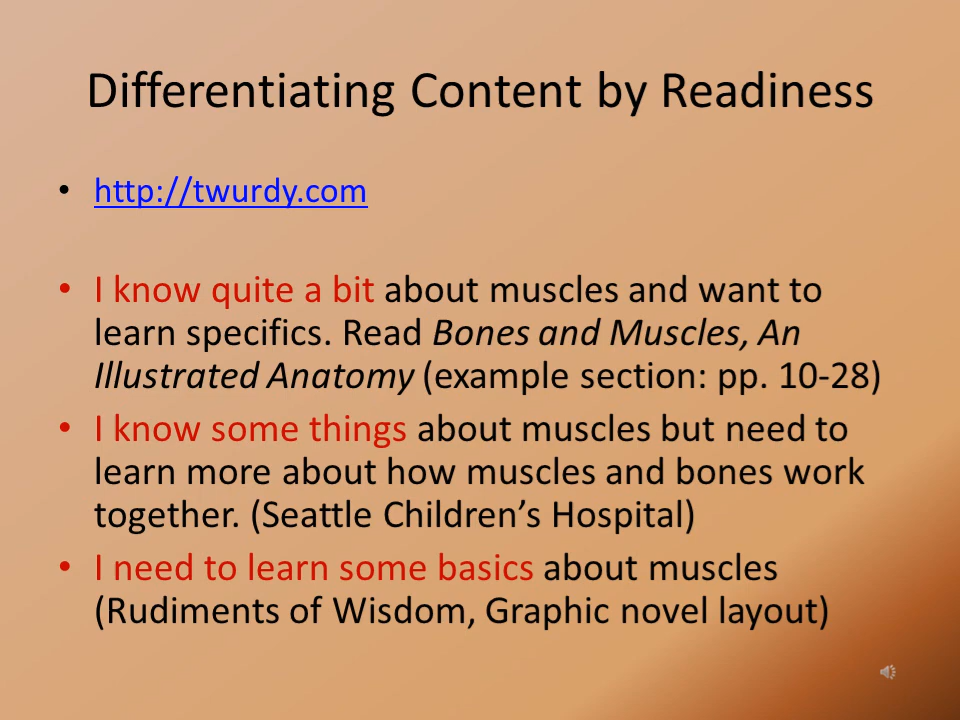 Differentiating Content by Readiness
• http://twurdy.com
• I know quite a bit about muscles and want to
learn specifics. Read Bones and Muscles, An
Illustrated Anatomy (example section: pp. 10-28)
• I know some things about muscles but need to
learn more about how muscles and bones work
together. (Seattle Children’s Hospital)
• I need to learn some basics about muscles
(Rudiments of Wisdom, Graphic novel layout)